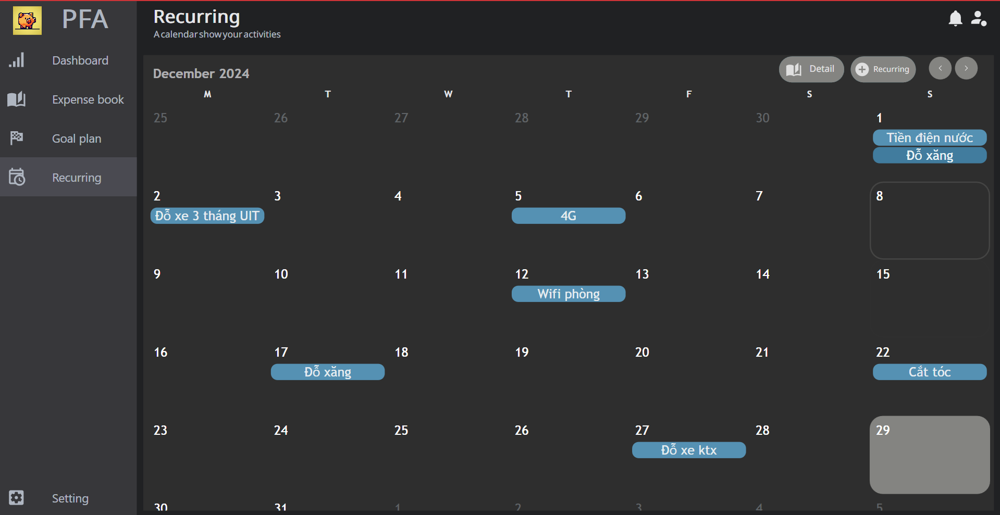 PFA
Dashboard
Expense book
Goal plan
Recurring
Setting
Recurring
A calendar show your activities
December 2024
Detail
Recurring
M T W T F S S
25 26 27 28 29 30 1
Tiền điện nước
Đỗ xăng
2 3 4 5 6 7 8
Đỗ xe 3 tháng UIT 4G
9 10 11 12 13 14 15
Wifi phòng
16 17 18 19 20 21 22
Đỗ xăng Cắt tóc
23 24 25 26 27 28 29
Đỗ xe ktx
30 31 1 2 3 4 5